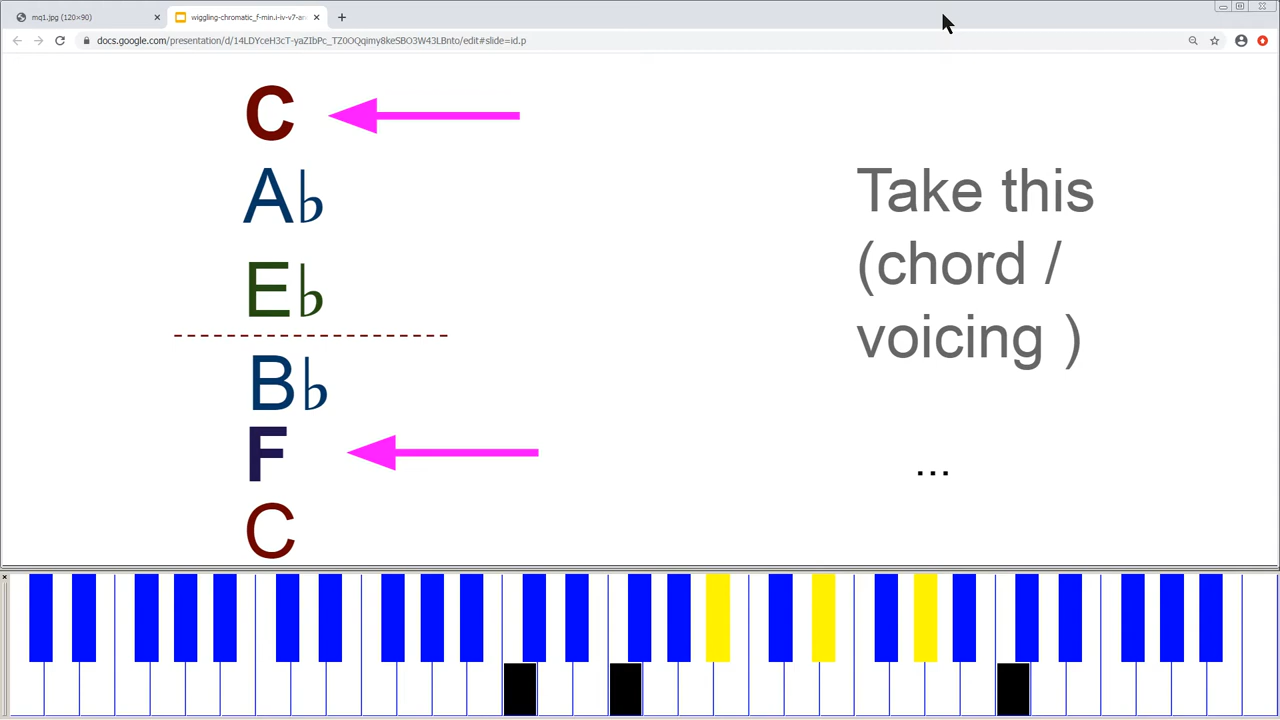 mq1.jpg (120×90)
wiggling-chromatic_f-min.i-iv-v7-an
docs.google.com/presentation/d/14LDYceH3cT-yaZIbPc_TZ0OQqimy8keSBO3W43LBnto/edit#slide=id.p
C
A♭
E♭
B♭
F
C
Take this
(chord /
voicing )
...